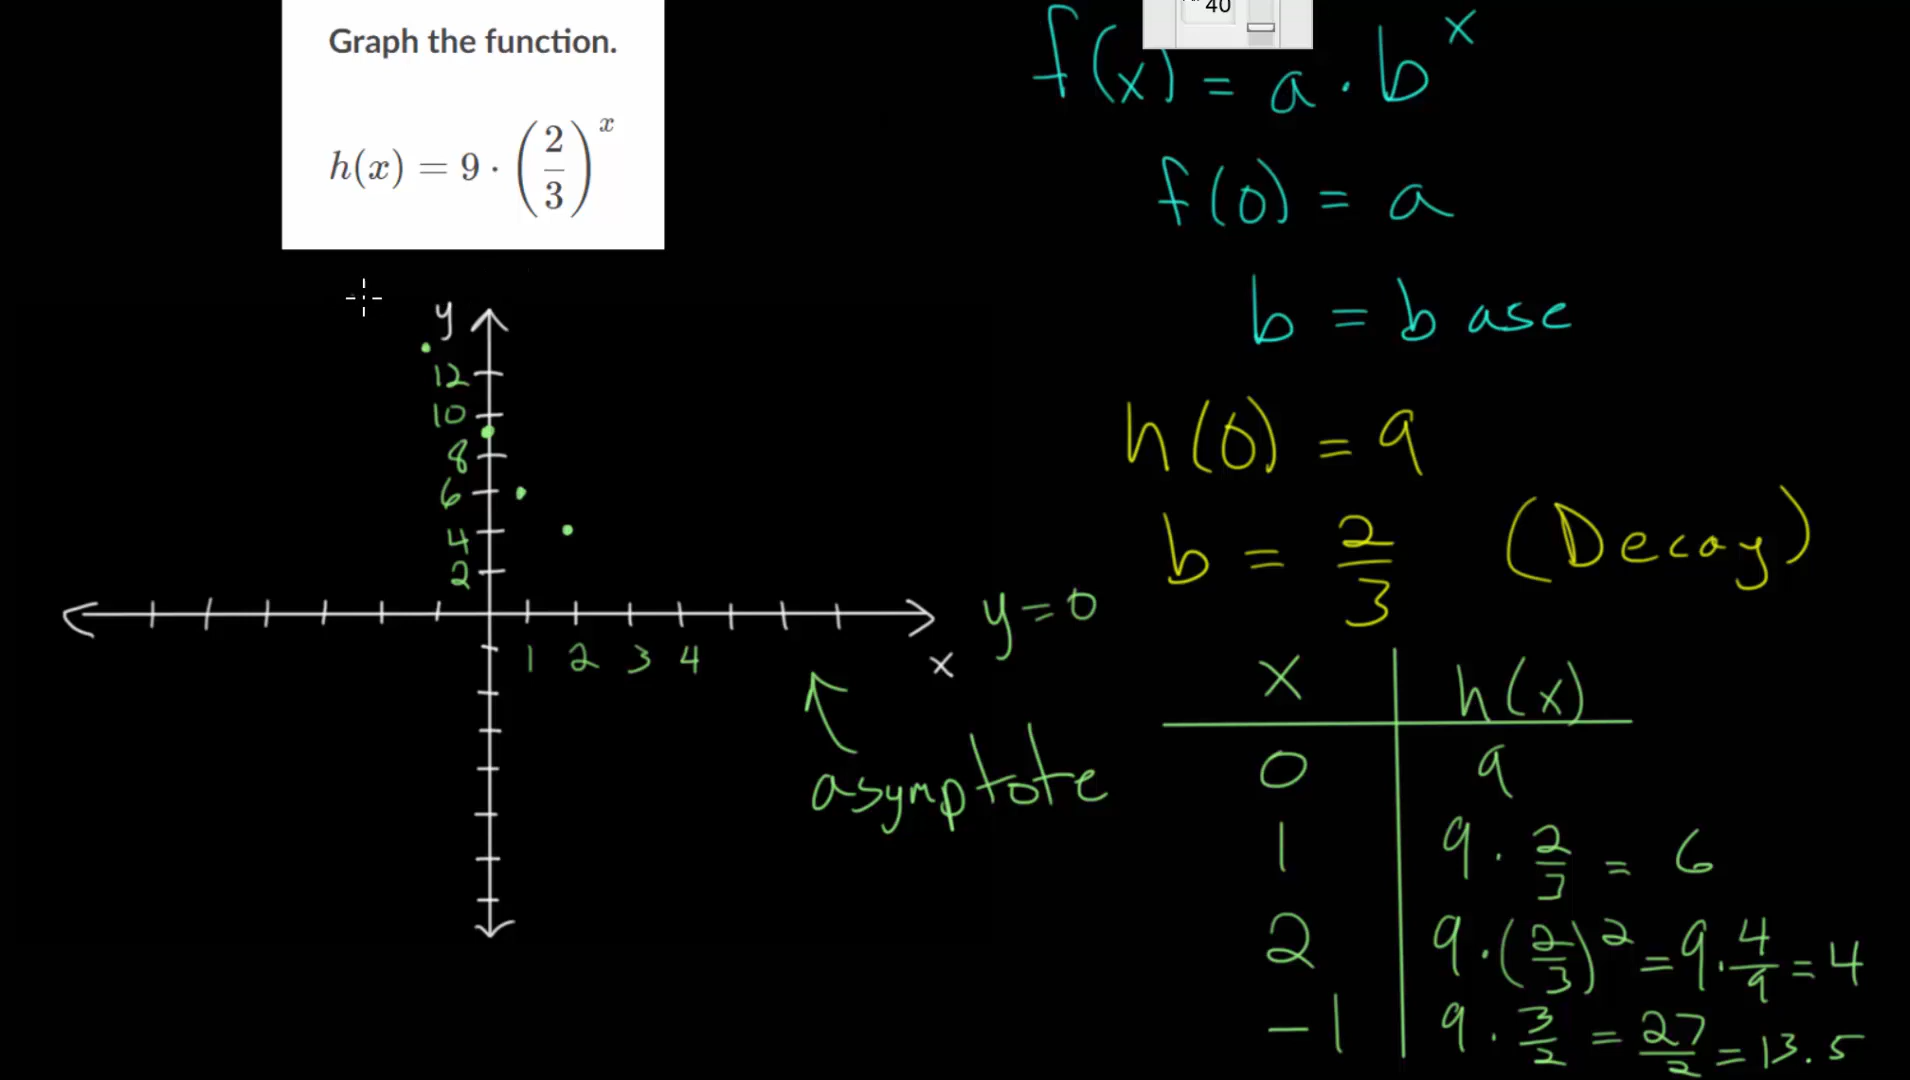 Graph the function.
h(x) = 9 · (2/3)^x
40
f(x) = a · b^x
f(0) = a
b = base
h(0) = 9
b = 2/3 (Decay)
y
12
10
8
6
4
2
1 2 3 4
x
y=0
asymptote
x | h(x)
0 | 9
1 | 9 · 2/3 = 6
2 | 9 · (2/3)^2 = 9 · 4/9 = 4
-1 | 9 · 3/2 = 27/2 = 13.5